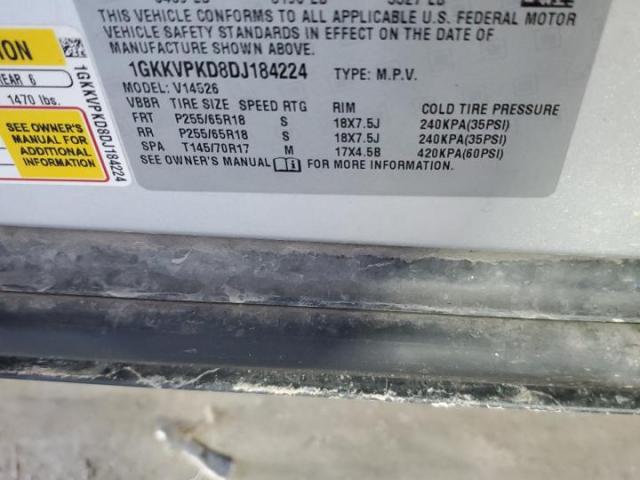 THIS VEHICLE CONFORMS TO ALL APPLICABLE U.S. FEDERAL MOTOR
VEHICLE SAFETY STANDARDS IN EFFECT ON THE DATE OF
MANUFACTURE SHOWN ABOVE.
1GKKVPKD8DJ184224 TYPE: M.P.V.
MODEL: V14526
VBBR TIRE SIZE SPEED RTG RIM COLD TIRE PRESSURE
FRT P255/65R18 S 18X7.5J 240KPA(35PSI)
RR P255/65R18 S 18X7.5J 240KPA(35PSI)
SPA T145/70R17 M 17X4.5B 420KPA(60PSI)
SEE OWNER'S MANUAL FOR MORE INFORMATION.
REAR 6
1470 lbs.
SEE OWNER'S
MANUAL FOR
ADDITIONAL
INFORMATION
1GKKVPKD8DJ184224